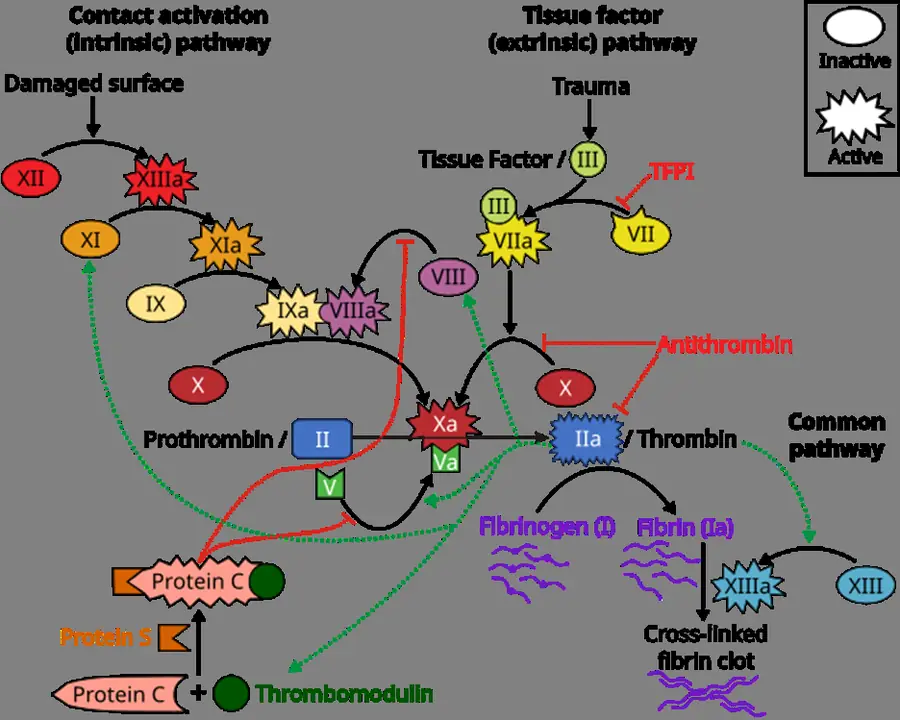 Contact activation
(intrinsic) pathway
Tissue factor
(extrinsic) pathway
Inactive
Active
Damaged surface
Trauma
Tissue Factor / III
TFPI
XII
XIIIa
III
VIIa
VII
XI
XIa
VIII
IX
IXa
VIIIa
Antithrombin
X
X
Xa
Va
Prothrombin / II
IIa / Thrombin
Common
pathway
V
Fibrinogen (I)
Fibrin (Ia)
Protein C
XIIIa
XIII
Protein S
Cross-linked
fibrin clot
Protein C + Thrombomodulin